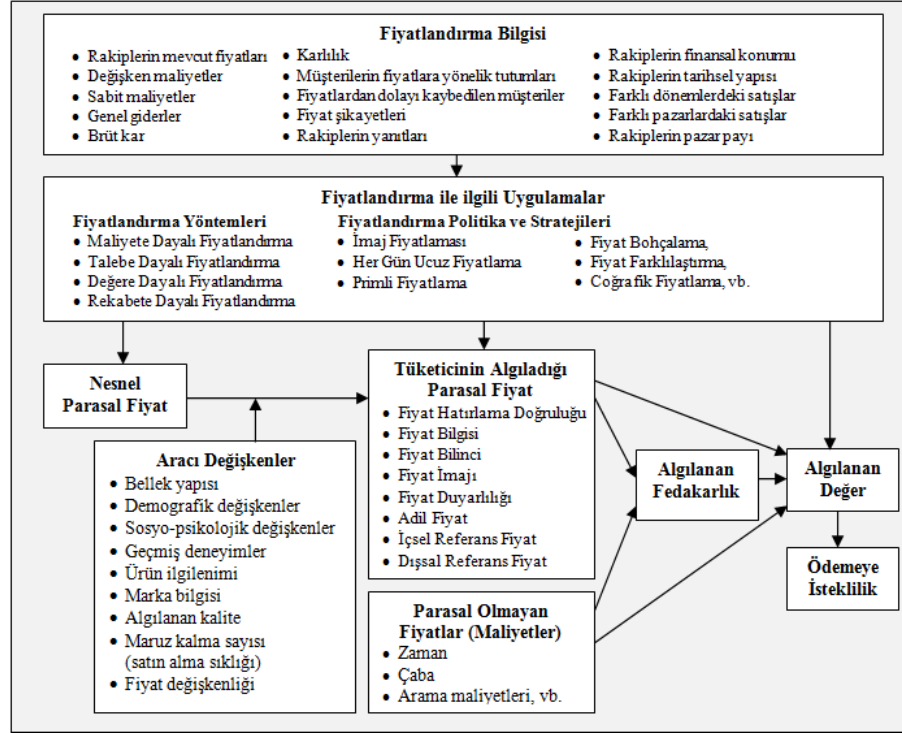 Fiyatlandırma Bilgisi
• Rakiplerin mevcut fiyatları
• Değişken maliyetler
• Sabit maliyetler
• Genel giderler
• Brüt kar
• Karlılık
• Müşterilerin fiyatlara yönelik tutumları
• Fiyatlardan dolayı kaybedilen müşteriler
• Fiyat şikayetleri
• Rakiplerin yanıtları
• Rakiplerin finansal konumu
• Rakiplerin tarihsel yapısı
• Farklı dönemlerdeki satışlar
• Farklı pazarlardaki satışlar
• Rakiplerin pazar payı
Fiyatlandırma ile ilgili Uygulamalar
Fiyatlandırma Yöntemleri
• Maliyete Dayalı Fiyatlandırma
• Talebe Dayalı Fiyatlandırma
• Değere Dayalı Fiyatlandırma
• Rekabete Dayalı Fiyatlandırma
Fiyatlandırma Politika ve Stratejileri
• İmaj Fiyatlaması
• Her Gün Ucuz Fiyatlama
• Primli Fiyatlama
• Fiyat Bohçalama,
• Fiyat Farklılaştırma,
• Coğrafik Fiyatlama, vb.
Nesnel
Parasal Fiyat
Aracı Değişkenler
• Bellek yapısı
• Demografik değişkenler
• Sosyo-psikolojik değişkenler
• Geçmiş deneyimler
• Ürün ilgilenimi
• Marka bilgisi
• Algılanan kalite
• Maruz kalma sayısı
(satın alma sıklığı)
• Fiyat değişkenliği
Tüketicinin Algıladığı
Parasal Fiyat
• Fiyat Hatırlama Doğruluğu
• Fiyat Bilgisi
• Fiyat Bilinci
• Fiyat İmajı
• Fiyat Duyarlılığı
• Adil Fiyat
• İçsel Referans Fiyat
• Dışsal Referans Fiyat
Parasal Olmayan
Fiyatlar (Maliyetler)
• Zaman
• Çaba
• Arama maliyetleri, vb.
Algılanan
Fedakarlık
Algılanan
Değer
Ödemeye
İsteklilik